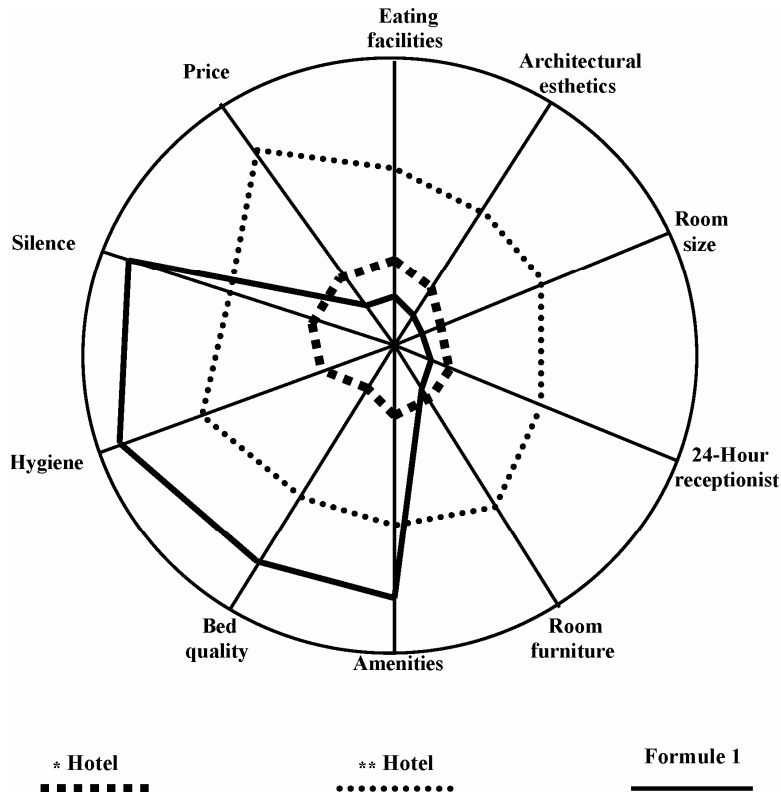 Eating
facilities
Architectural
esthetics
Price
Room
size
Silence
24-Hour
receptionist
Hygiene
Bed
quality
Amenities
Room
furniture
* Hotel
** Hotel
Formule 1